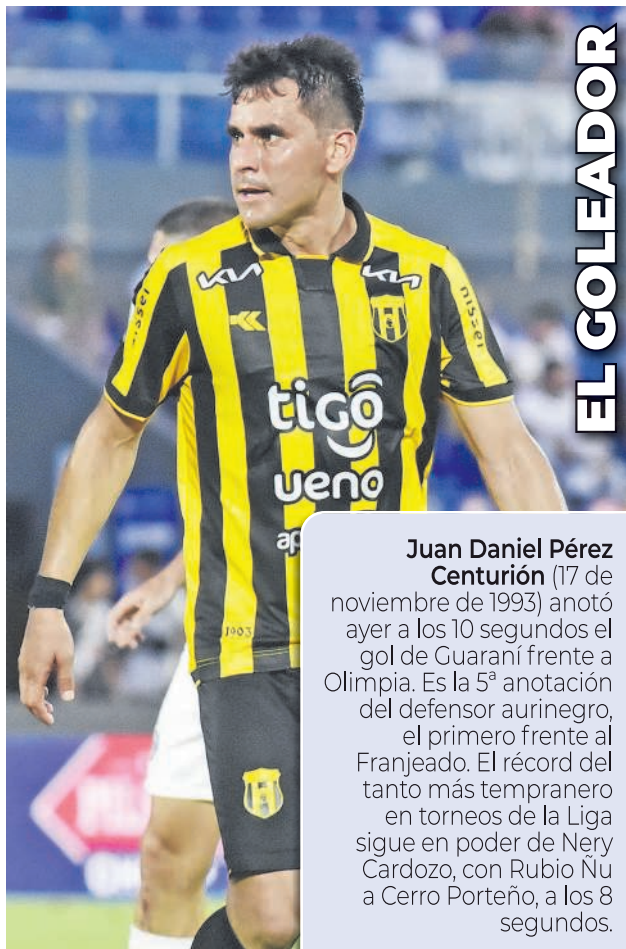 EL GOLEADOR
KIA
KIA
nissei
nissei
tigo
ueno
ap
1903
Juan Daniel Pérez
Centurión (17 de
noviembre de 1993) anotó
ayer a los 10 segundos el
gol de Guaraní frente a
Olimpia. Es la 5ª anotación
del defensor aurinegro,
el primero frente al
Franjeado. El récord del
tanto más tempranero
en torneos de la Liga
sigue en poder de Nery
Cardozo, con Rubio Ñu
a Cerro Porteño, a los 8
segundos.